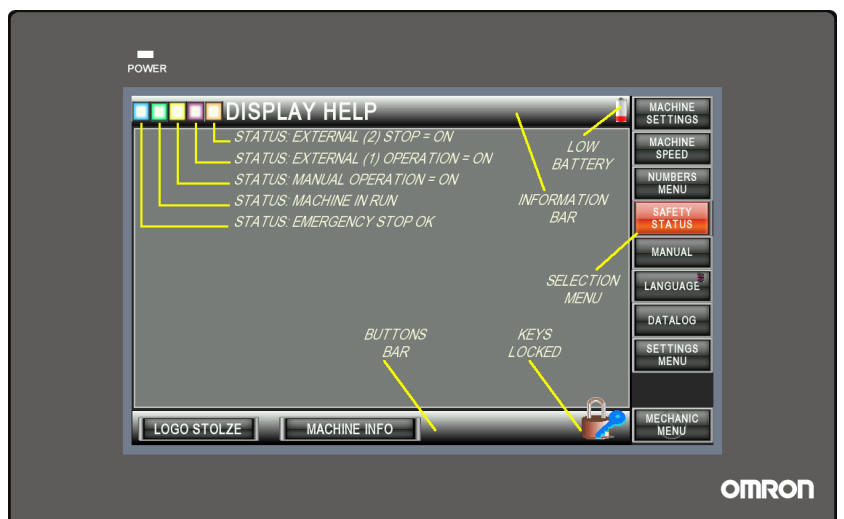 POWER
DISPLAY HELP
STATUS: EXTERNAL (2) STOP = ON
STATUS: EXTERNAL (1) OPERATION = ON
STATUS: MANUAL OPERATION = ON
STATUS: MACHINE IN RUN
STATUS: EMERGENCY STOP OK
LOW
BATTERY
INFORMATION
BAR
SELECTION
MENU
BUTTONS
BAR
KEYS
LOCKED
LOGO STOLZE
MACHINE INFO
MACHINE
SETTINGS
MACHINE
SPEED
NUMBERS
MENU
SAFETY
STATUS
MANUAL
LANGUAGE
DATALOG
SETTINGS
MENU
MECHANIC
MENU
OMRON